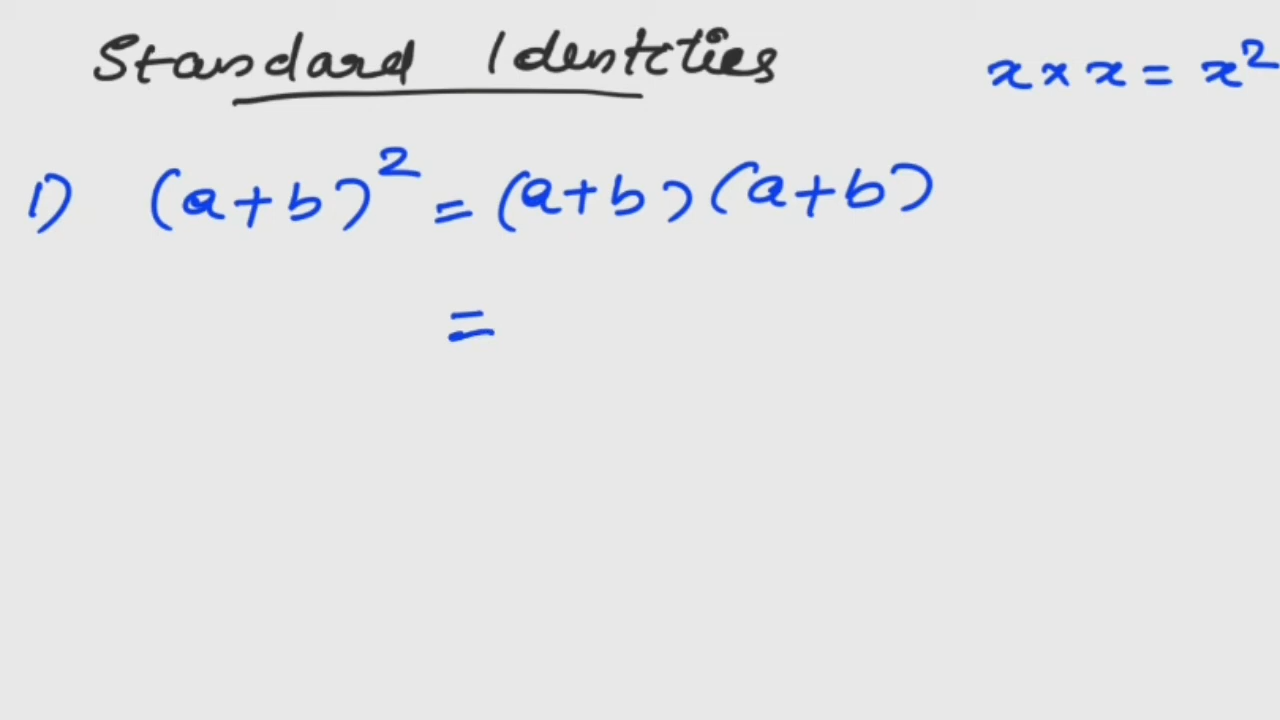 Standard Identities
x × x = x²
1) (a+b)² = (a+b)(a+b)
=